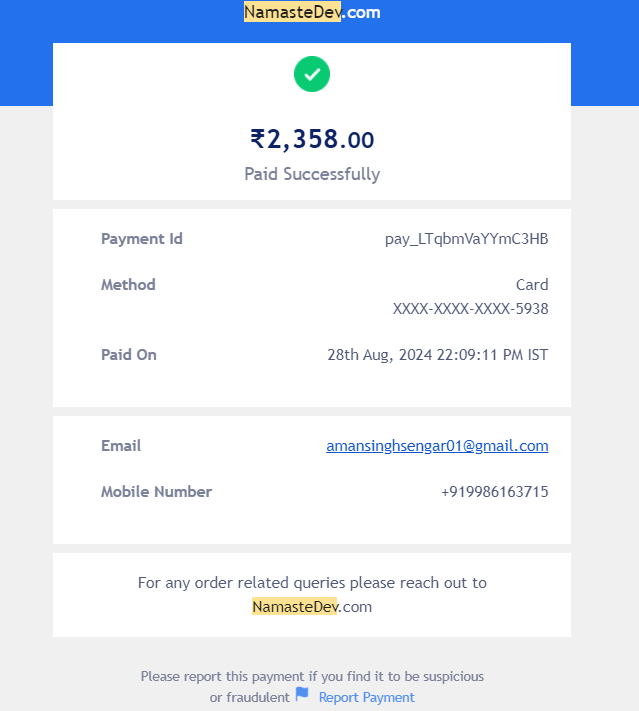 NamasteDev.com
₹2,358.00
Paid Successfully
Payment Id pay_LTqbmVaYYmC3HB
Method Card
XXXX-XXXX-XXXX-5938
Paid On 28th Aug, 2024 22:09:11 PM IST
Email amansinghsengar01@gmail.com
Mobile Number +919986163715
For any order related queries please reach out to
NamasteDev.com
Please report this payment if you find it to be suspicious
or fraudulent Report Payment